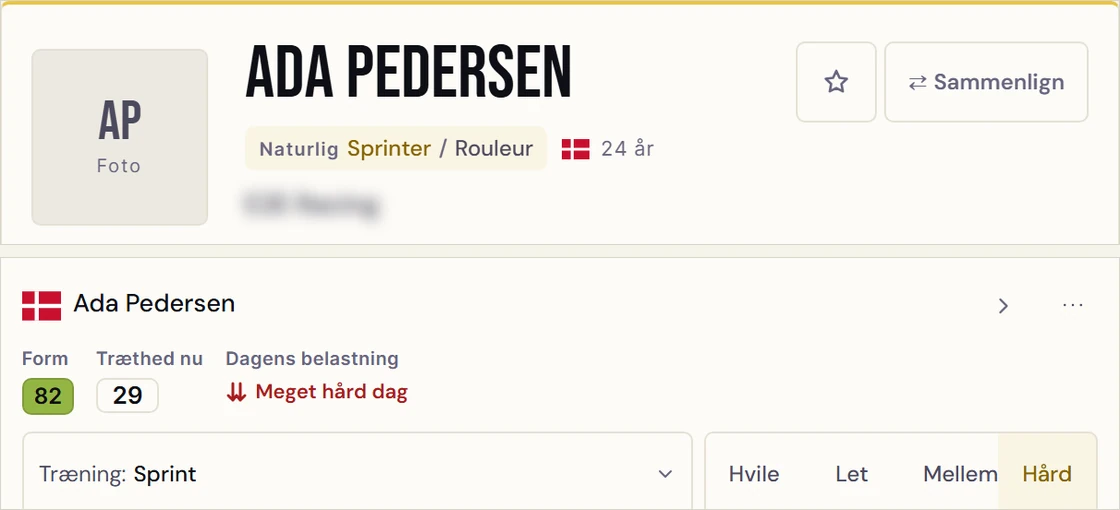 ADA PEDERSEN
AP
Foto
Naturlig Sprinter / Rouleur 24 år
Sammenlign
Ada Pedersen
Form Træthed nu Dagens belastning
82 29 Meget hård dag
Træning: Sprint Hvile Let Mellem Hård